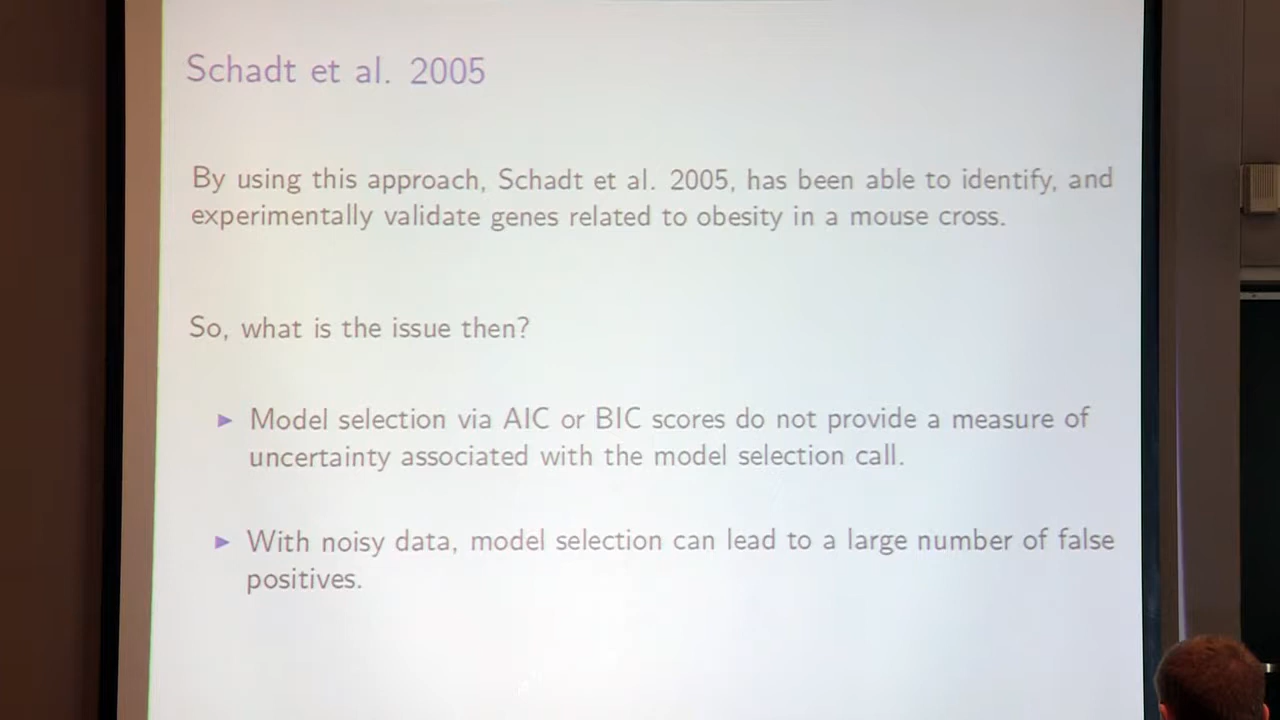 Schadt et al. 2005
By using this approach, Schadt et al. 2005, has been able to identify, and
experimentally validate genes related to obesity in a mouse cross.
So, what is the issue then?
► Model selection via AIC or BIC scores do not provide a measure of
uncertainty associated with the model selection call.
► With noisy data, model selection can lead to a large number of false
positives.